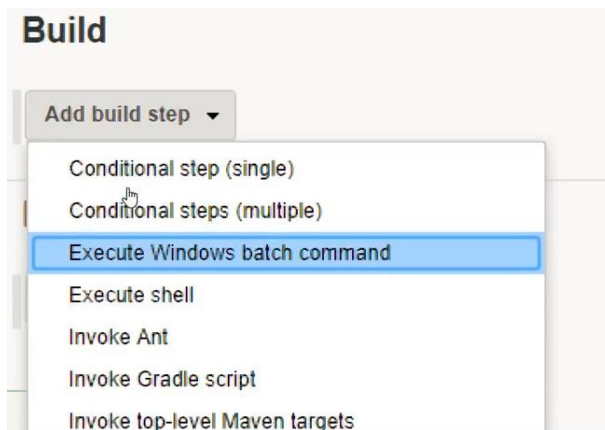 Build
Add build step
Conditional step (single)
Conditional steps (multiple)
Execute Windows batch command
Execute shell
Invoke Ant
Invoke Gradle script
Invoke top-level Maven targets